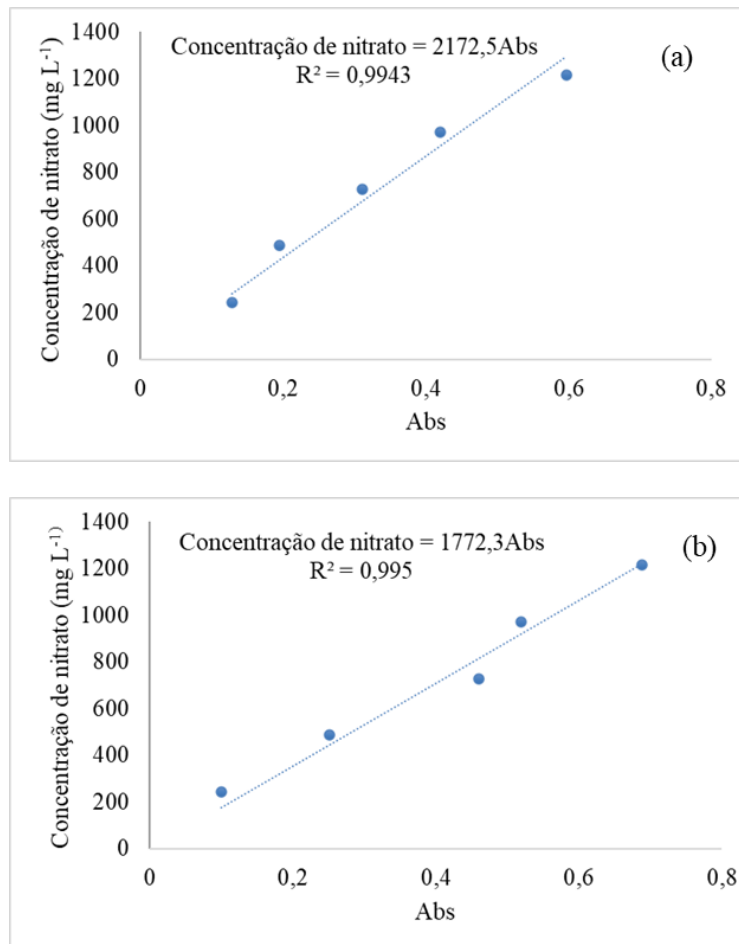 Concentração de nitrato = 2172,5Abs
R² = 0,9943
(a)
Concentração de nitrato (mg L⁻¹)
1400
1200
1000
800
600
400
200
0
0 0,2 0,4 0,6 0,8
Abs
Concentração de nitrato = 1772,3Abs
R² = 0,995
(b)
Concentração de nitrato (mg L⁻¹)
1400
1200
1000
800
600
400
200
0
0 0,2 0,4 0,6 0,8
Abs